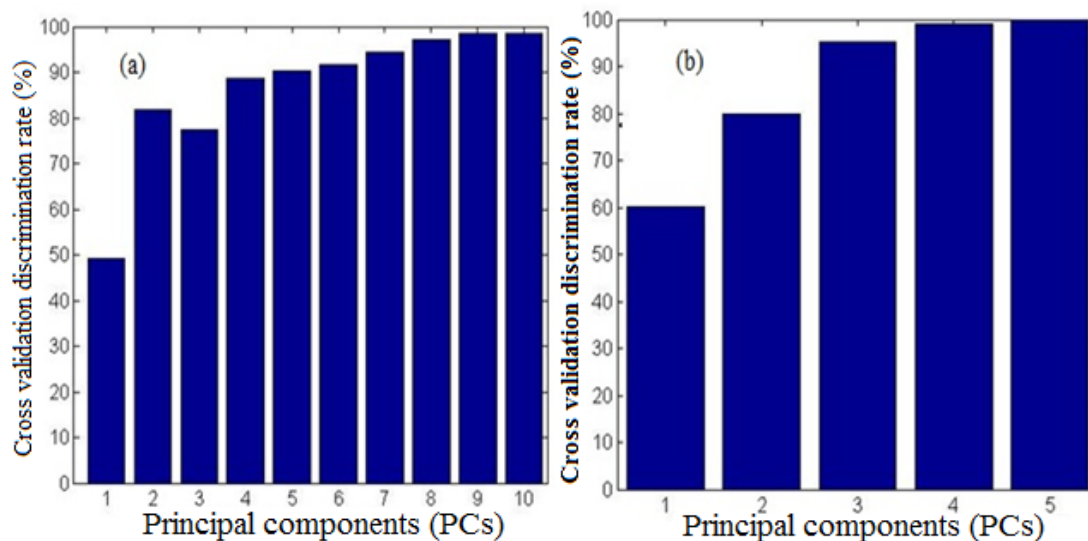 Cross validation discrimination rate (%)
(a)
100
90
80
70
60
50
40
30
20
10
0
1 2 3 4 5 6 7 8 9 10
Principal components (PCs)
Cross validation discrimination rate (%)
(b)
100
90
80
70
60
50
40
30
20
10
0
1 2 3 4 5
Principal components (PCs)